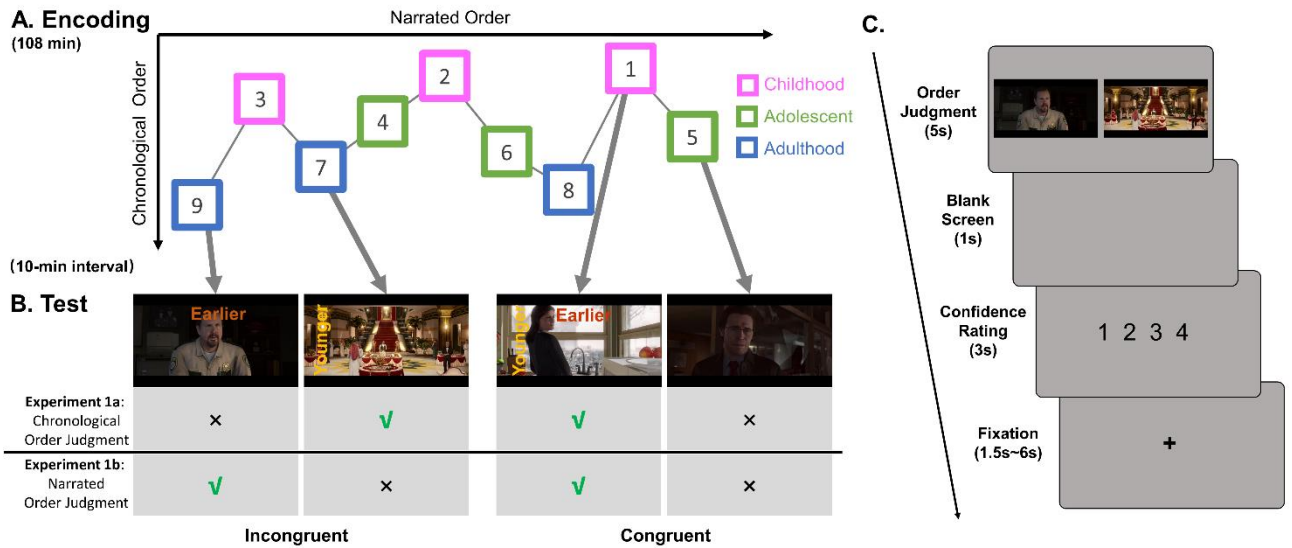 A. Encoding
(108 min)
Narrated Order
Chronological Order
9
3
7
4
2
6
8
1
5
Childhood
Adolescent
Adulthood
(10-min interval)
B. Test
Earlier
Younger
Younger
Earlier
Experiment 1a:
Chronological
Order Judgment
× √ √ ×
Experiment 1b:
Narrated
Order Judgment
√ × √ ×
Incongruent
Congruent
C.
Order
Judgment
(5s)
Blank
Screen
(1s)
Confidence
Rating
(3s)
1 2 3 4
Fixation
(1.5s~6s)
+